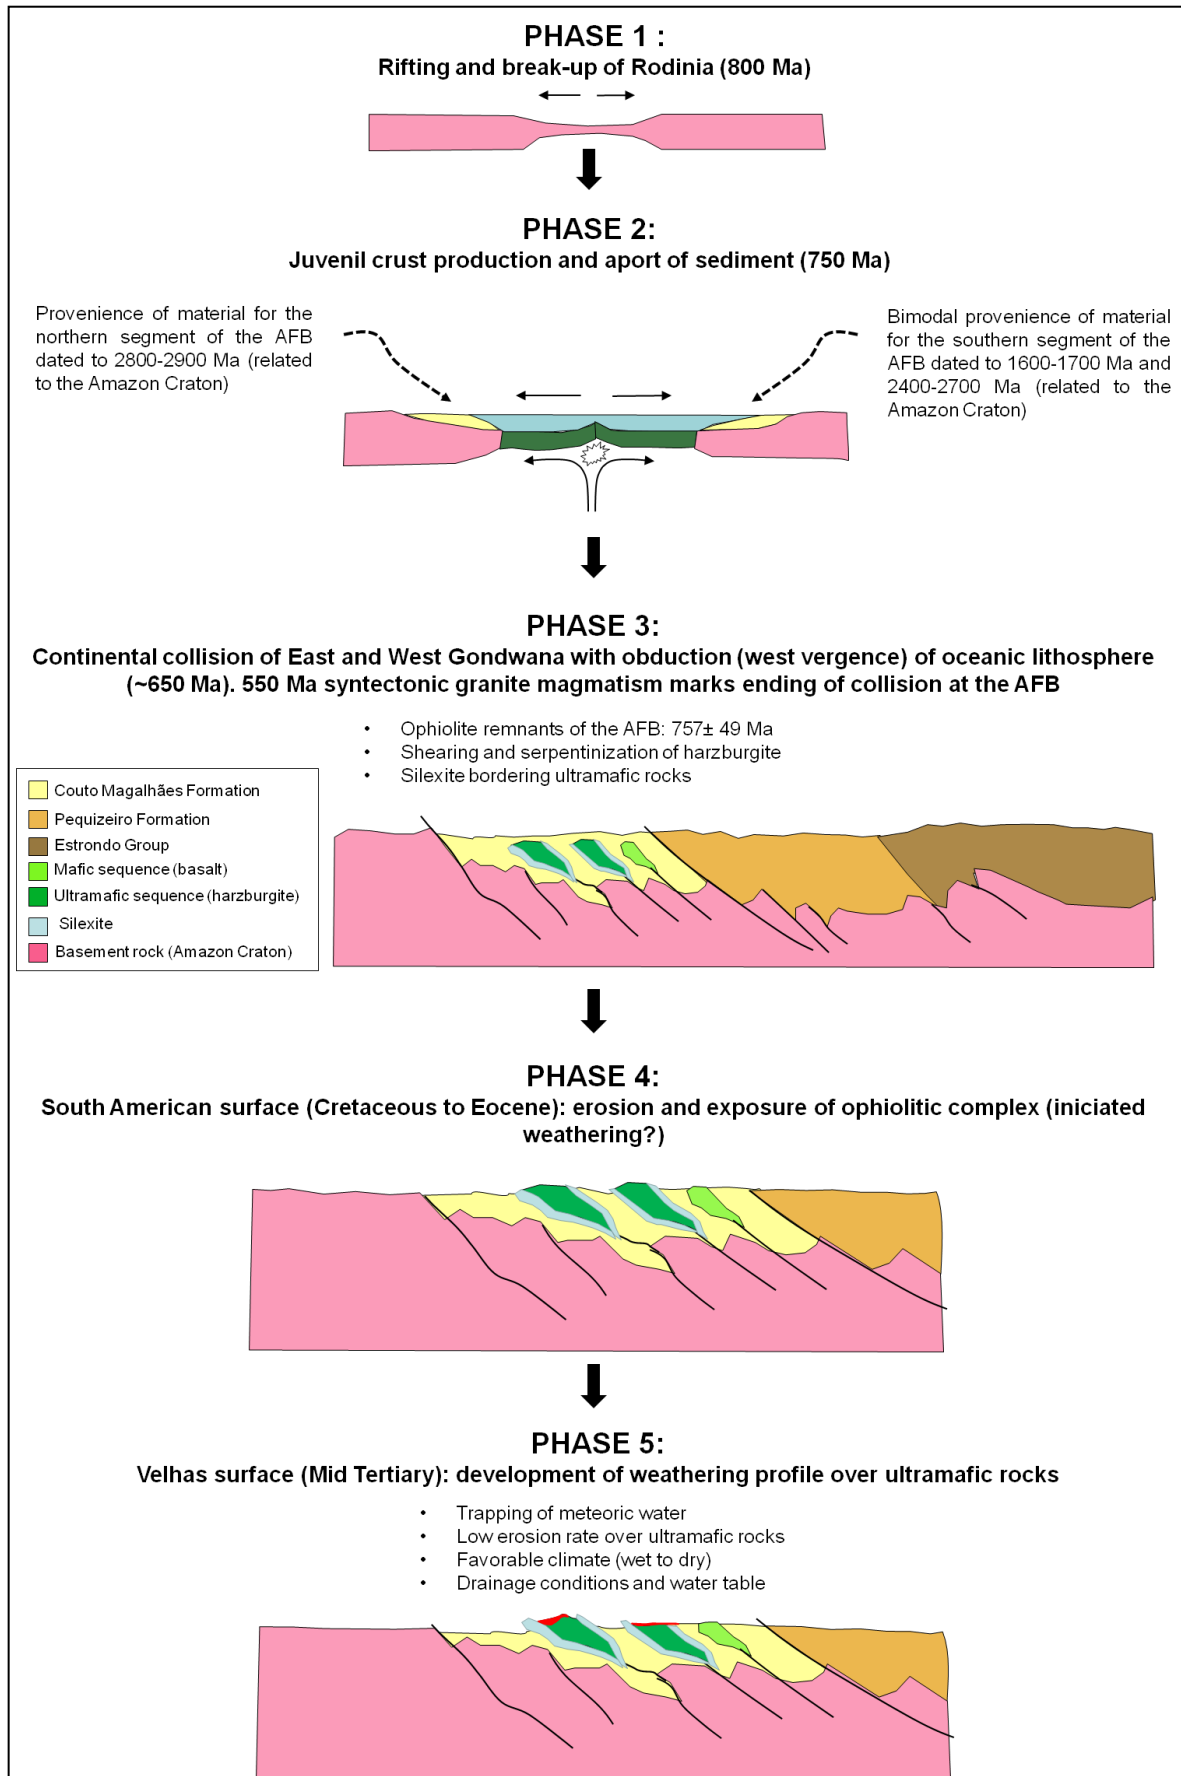 PHASE 1 :
Rifting and break-up of Rodinia (800 Ma)
PHASE 2:
Juvenil crust production and aport of sediment (750 Ma)
Provenience of material for the
northern segment of the AFB
dated to 2800-2900 Ma (related
to the Amazon Craton)
Bimodal provenience of material
for the southern segment of the
AFB dated to 1600-1700 Ma and
2400-2700 Ma (related to the
Amazon Craton)
PHASE 3:
Continental collision of East and West Gondwana with obduction (west vergence) of oceanic lithosphere
(~650 Ma). 550 Ma syntectonic granite magmatism marks ending of collision at the AFB
• Ophiolite remnants of the AFB: 757± 49 Ma
• Shearing and serpentinization of harzburgite
• Silexite bordering ultramafic rocks
Couto Magalhães Formation
Pequizeiro Formation
Estrondo Group
Mafic sequence (basalt)
Ultramafic sequence (harzburgite)
Silexite
Basement rock (Amazon Craton)
PHASE 4:
South American surface (Cretaceous to Eocene): erosion and exposure of ophiolitic complex (iniciated
weathering?)
PHASE 5:
Velhas surface (Mid Tertiary): development of weathering profile over ultramafic rocks
• Trapping of meteoric water
• Low erosion rate over ultramafic rocks
• Favorable climate (wet to dry)
• Drainage conditions and water table